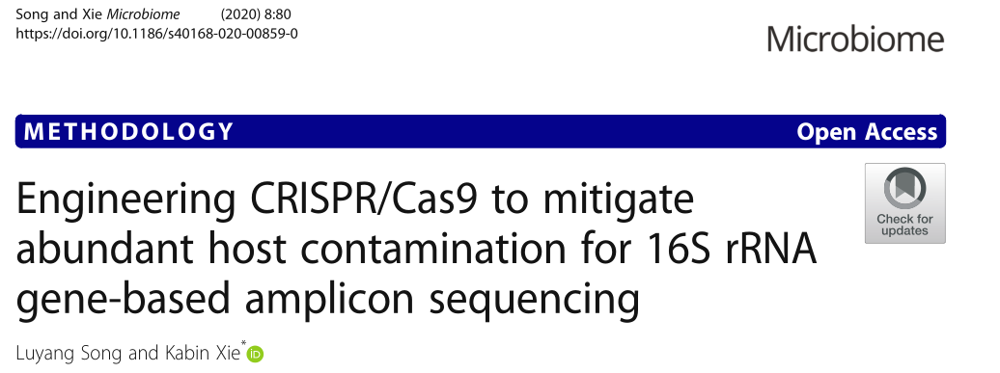 Song and Xie Microbiome (2020) 8:80
https://doi.org/10.1186/s40168-020-00859-0
Microbiome
METHODOLOGY Open Access
Engineering CRISPR/Cas9 to mitigate
abundant host contamination for 16S rRNA
gene-based amplicon sequencing
Check for
updates
Luyang Song and Kabin Xie* iD